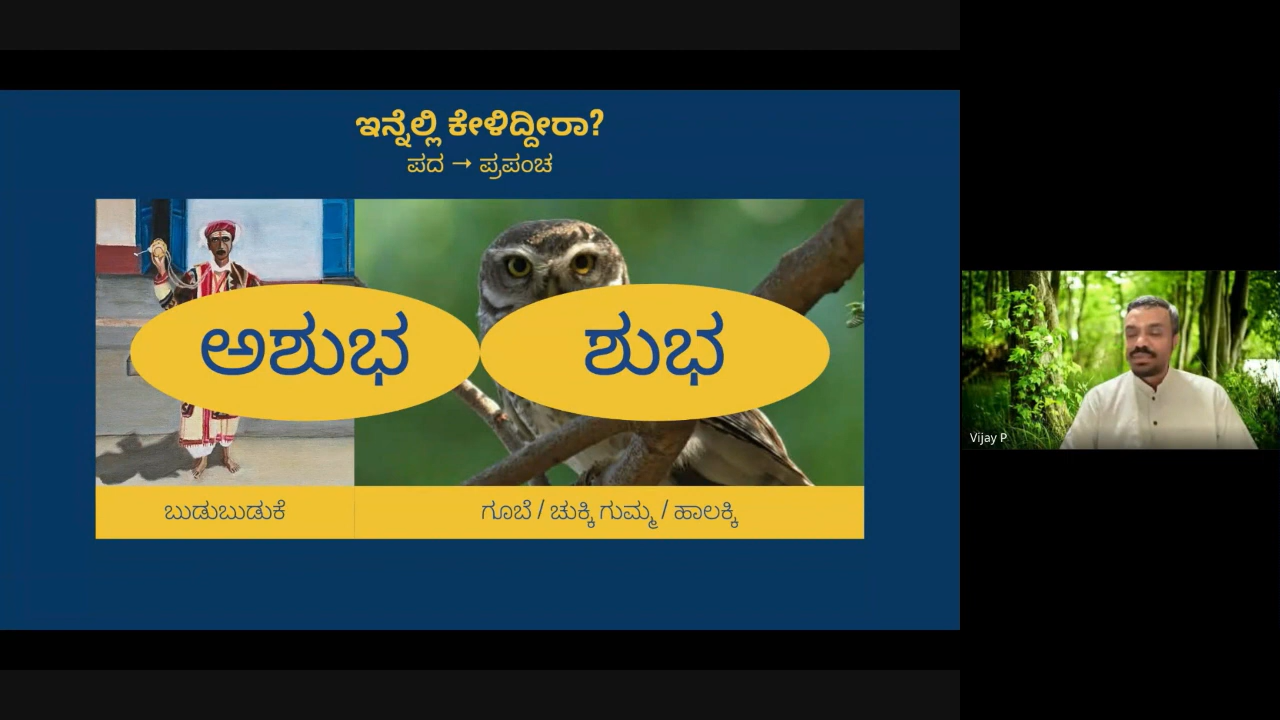 ಇನ್ನೆಲ್ಲಿ ಕೇಳಿದ್ದೀರಾ?
ಪದ → ಪ್ರಪಂಚ
ಅಶುಭ
ಶುಭ
ಬುಡುಬುಡುಕೆ
ಗೂಬೆ / ಚುಕ್ಕಿ ಗುಮ್ಮ / ಹಾಲಕ್ಕಿ
Vijay P